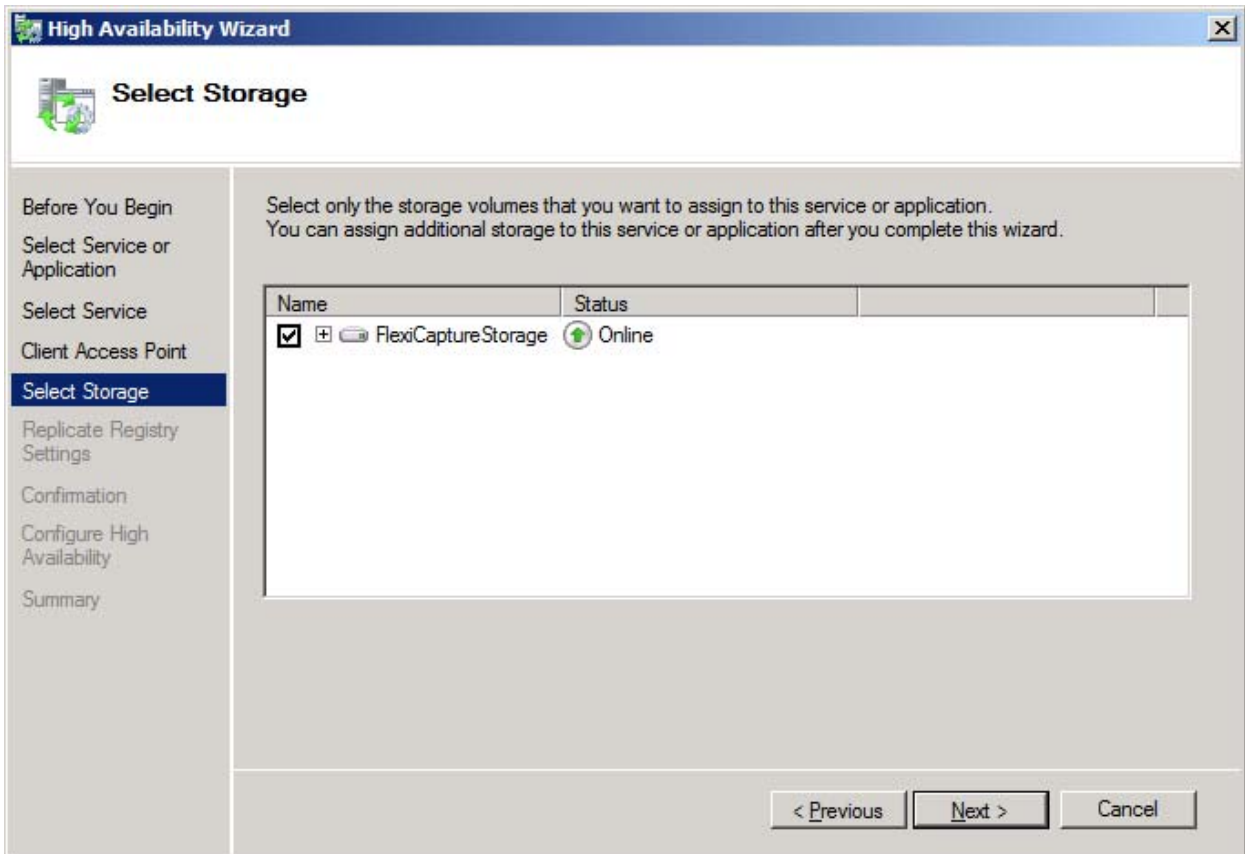 High Availability Wizard
Select Storage
Before You Begin
Select Service or
Application
Select Service
Client Access Point
Select Storage
Replicate Registry
Settings
Confirmation
Configure High
Availability
Summary
Select only the storage volumes that you want to assign to this service or application.
You can assign additional storage to this service or application after you complete this wizard.
Name Status
FlexiCaptureStorage Online
< Previous Next > Cancel